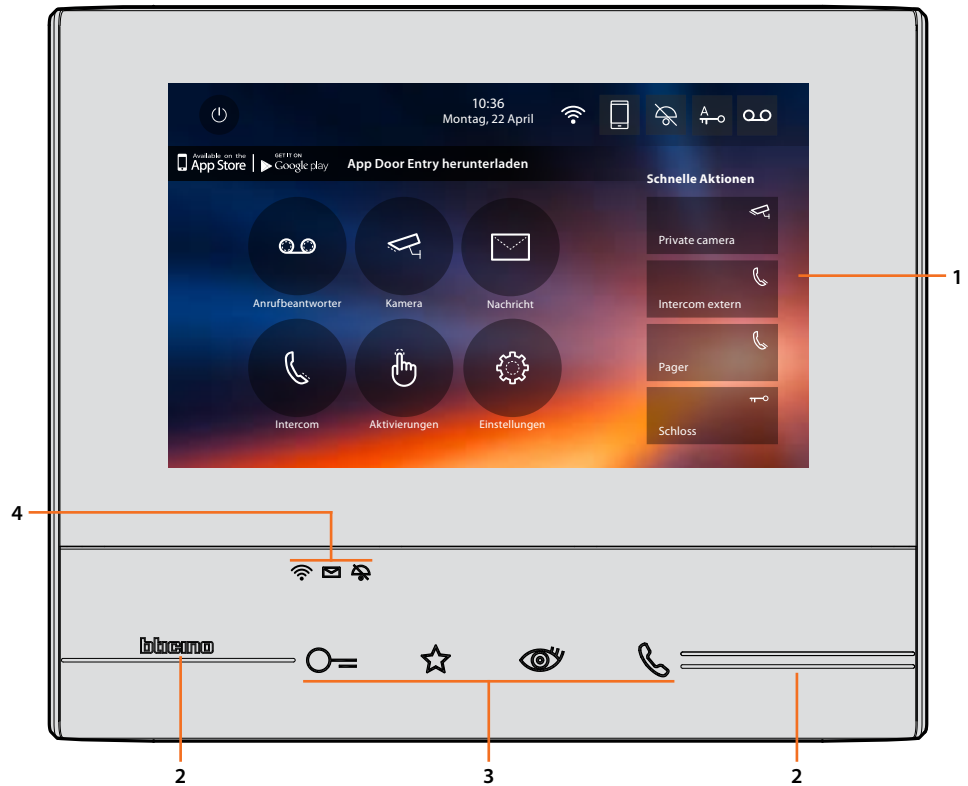 10:36
Montag, 22 April
A
Available on the
App Store
GET IT ON
Google play
App Door Entry herunterladen
Schnelle Aktionen
Private camera
Intercom extern
Pager
Schloss
Anrufbeantworter
Kamera
Nachricht
Intercom
Aktivierungen
Einstellungen
1
4
bticino
2
3
2